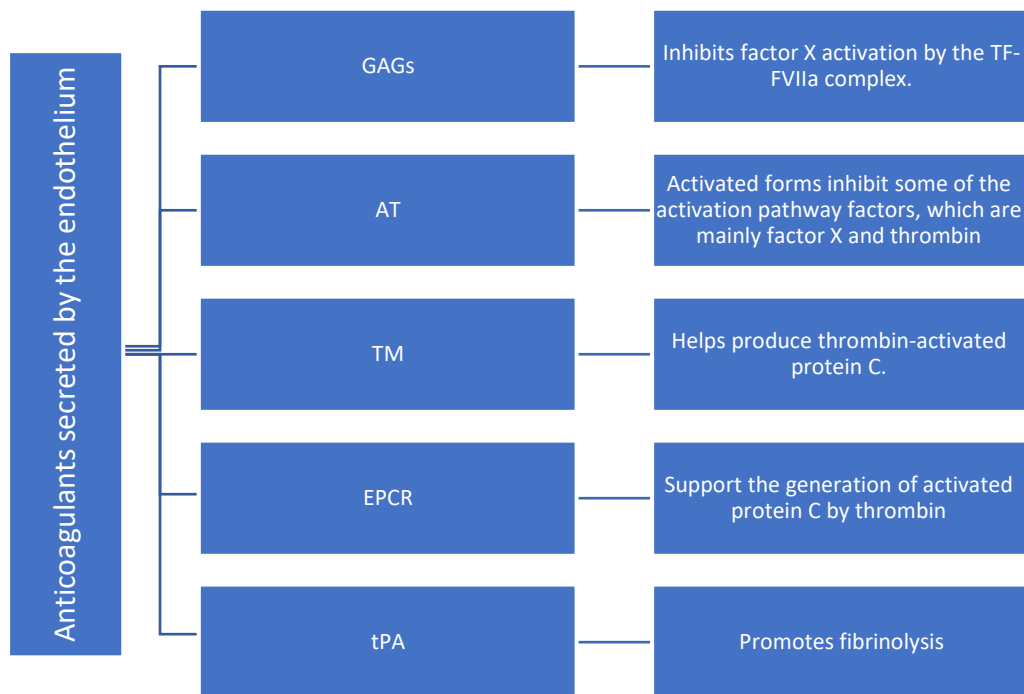 Anticoagulants secreted by the endothelium
GAGs
Inhibits factor X activation by the TF-
FVIIa complex.
AT
Activated forms inhibit some of the
activation pathway factors, which are
mainly factor X and thrombin
TM
Helps produce thrombin-activated
protein C.
EPCR
Support the generation of activated
protein C by thrombin
tPA
Promotes fibrinolysis